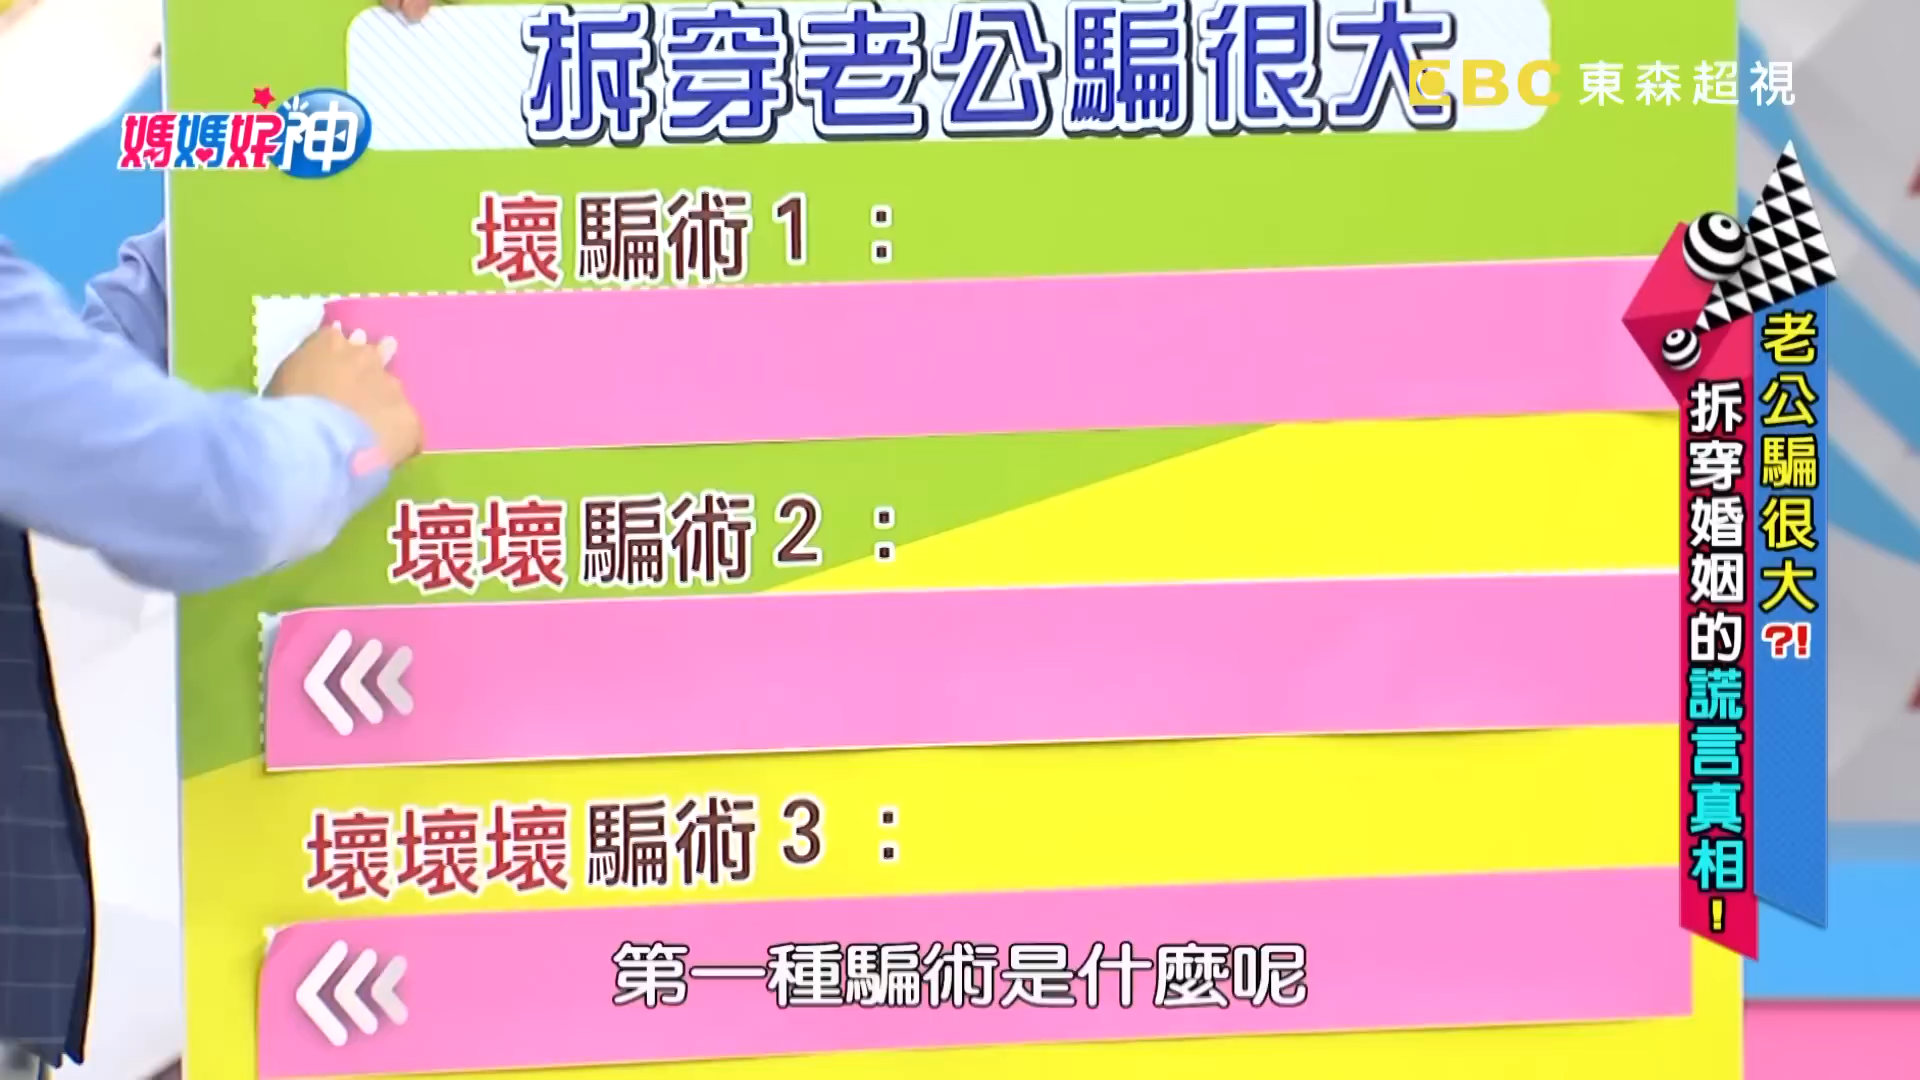 拆穿老公騙很大
EBC 東森超視
媽媽好神
壞騙術1：
壞壞騙術2：
壞壞壞騙術3：
老公騙很大?!
拆穿婚姻的謊言真相!
第一種騙術是什麼呢